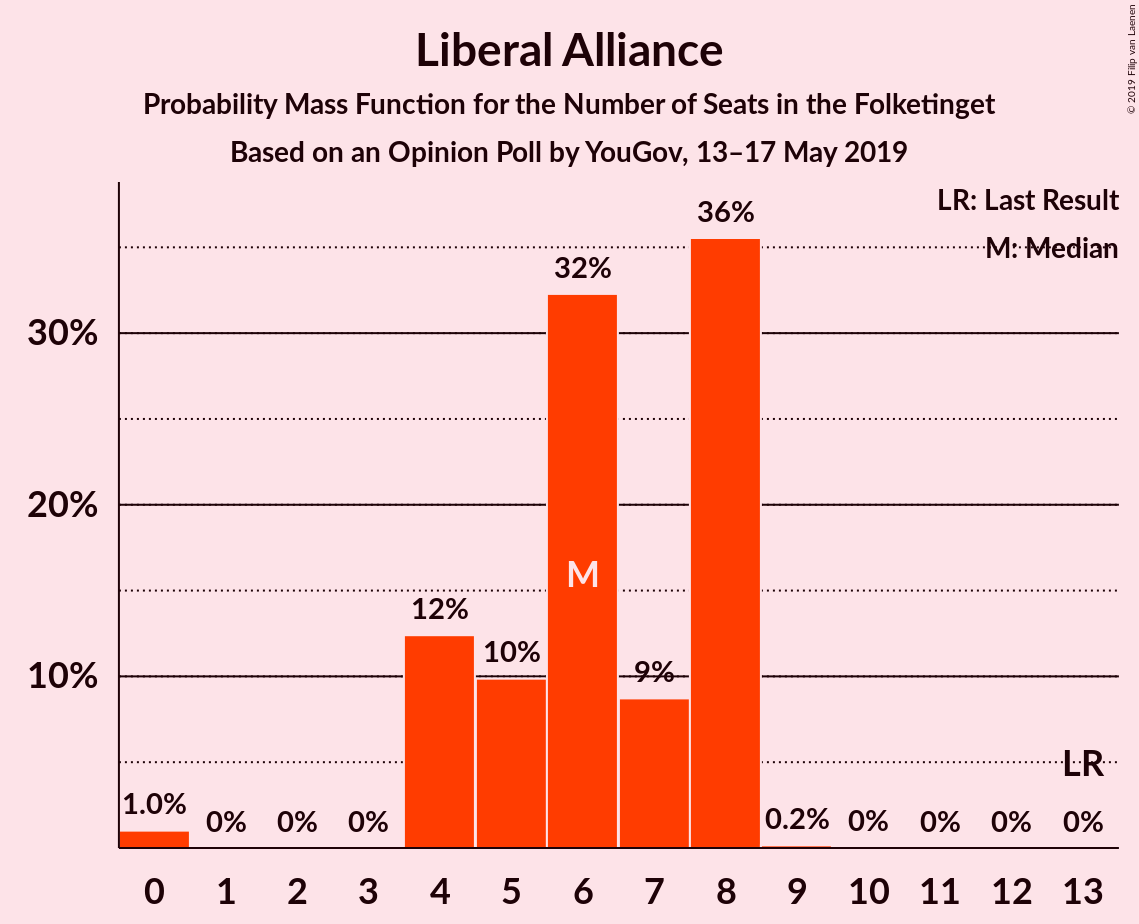 Liberal Alliance
Probability Mass Function for the Number of Seats in the Folketinget
Based on an Opinion Poll by YouGov, 13–17 May 2019
© 2019 Filip van Laenen
LR: Last Result
M: Median
36%
32%
30%
20%
M
12%
10%
10%
9%
LR
1.0%
0%
0%
0%
0.2%
0%
0%
0%
0%
0 1 2 3 4 5 6 7 8 9 10 11 12 13